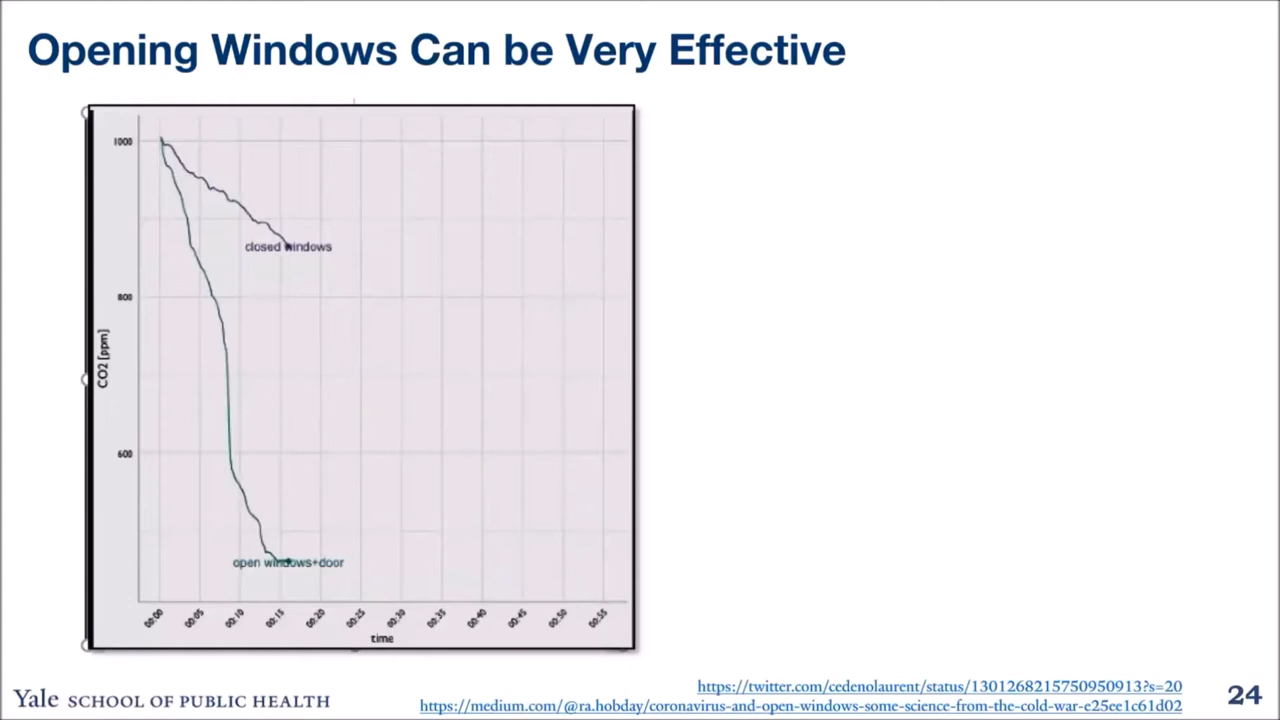 Opening Windows Can be Very Effective
1000
closed windows
800
CO2 [ppm]
600
open windows+door
00:00 00:05 00:10 00:15 00:20 00:25 00:30 00:35 00:40 00:45 00:50 00:55
time
https://twitter.com/cedenolaurent/status/1301268215750950913?s=20
Yale SCHOOL OF PUBLIC HEALTH
https://medium.com/@ra.hobday/coronavirus-and-open-windows-some-science-from-the-cold-war-e25ee1c61d02
24